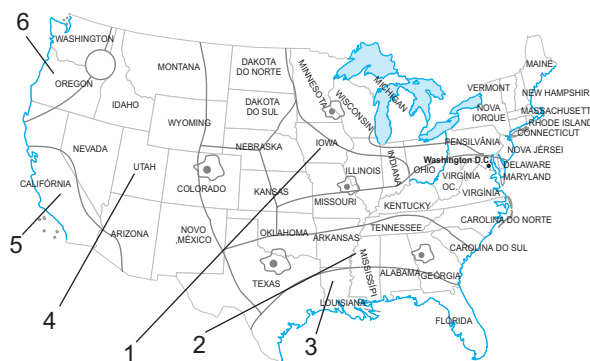 6
WASHINGTON
OREGON
MONTANA
IDAHO
WYOMING
DAKOTA
DO NORTE
DAKOTA
DO SUL
MINNESOTA
WISCONSIN
MICHIGAN
MAINE
VERMONT
NEW HAMPSHIRE
NOVA
IORQUE
MASSACHUSETT
RHODE ISLAND
CONNECTICUT
NEVADA
UTAH
COLORADO
NEBRASKA
IOWA
ILLINOIS
INDIANA
OHIO
PENSILVÂNIA
NOVA JÉRSEI
Washington D.C.
DELAWARE
MARYLAND
VIRGÍNIA
OC.
VIRGÍNIA
CALIFÓRNIA
KANSAS
MISSOURI
KENTUCKY
CAROLINA DO NORTE
ARIZONA
NOVO
MÉXICO
OKLAHOMA
ARKANSAS
TENNESSEE
CAROLINA DO SUL
TEXAS
LOUISIANA
MISSISSÍPI
ALABAMA
GEÓRGIA
FLÓRIDA
5
4
1
2
3